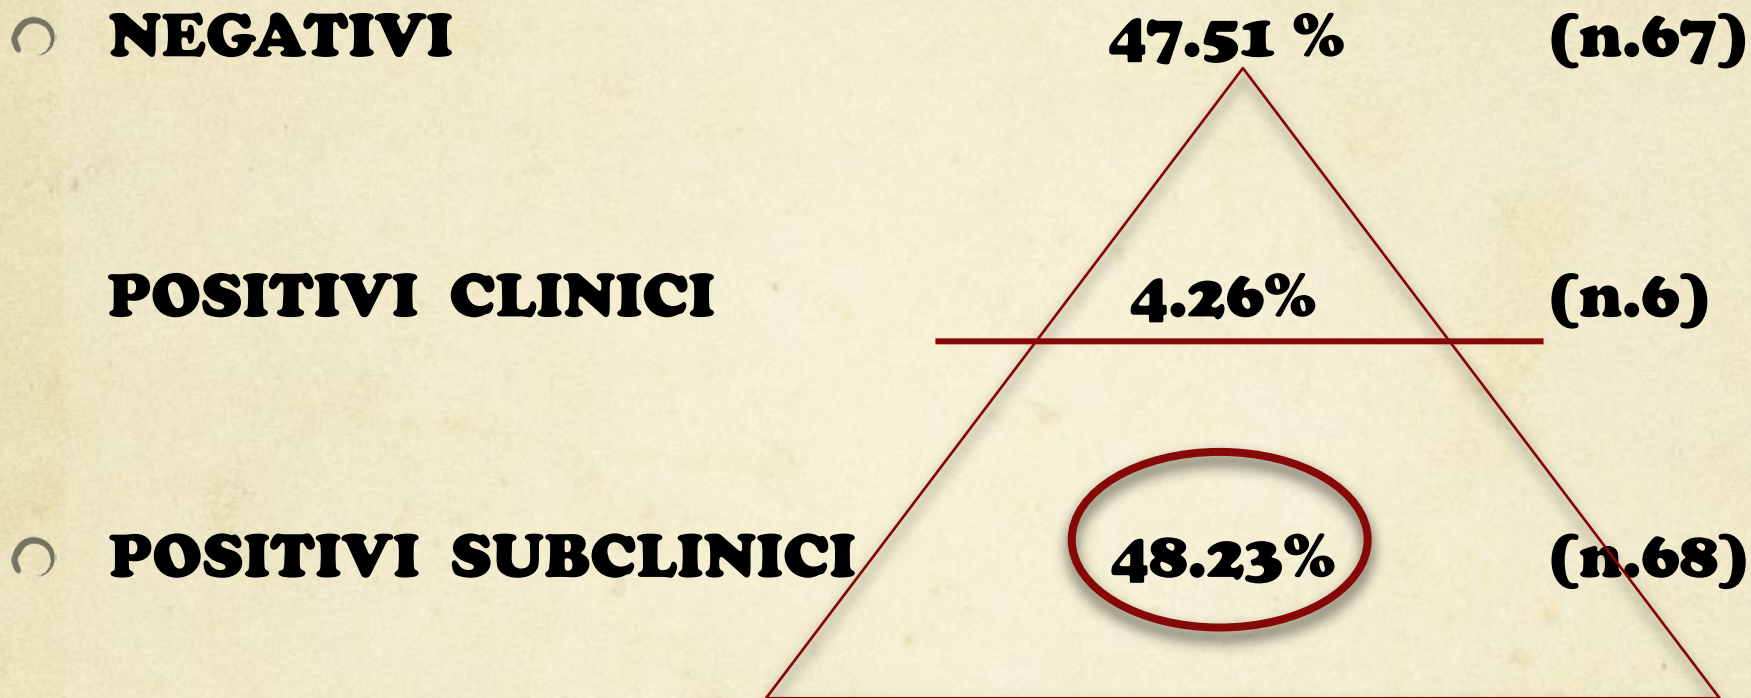 NEGATIVI 47.51 % (n.67)
POSITIVI CLINICI 4.26% (n.6)
POSITIVI SUBCLINICI 48.23% (n.68)